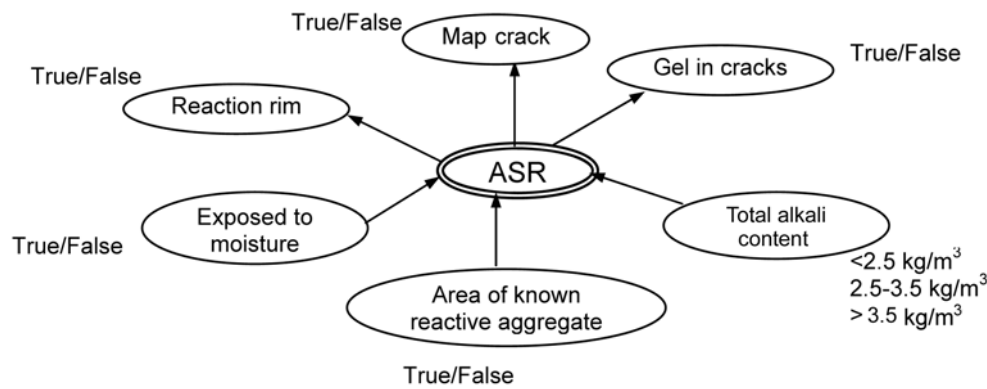 True/False
Map crack
True/False
Gel in cracks
True/False
Reaction rim
ASR
True/False
Exposed to
moisture
Total alkali
content
<2.5 kg/m³
2.5-3.5 kg/m³
> 3.5 kg/m³
Area of known
reactive aggregate
True/False